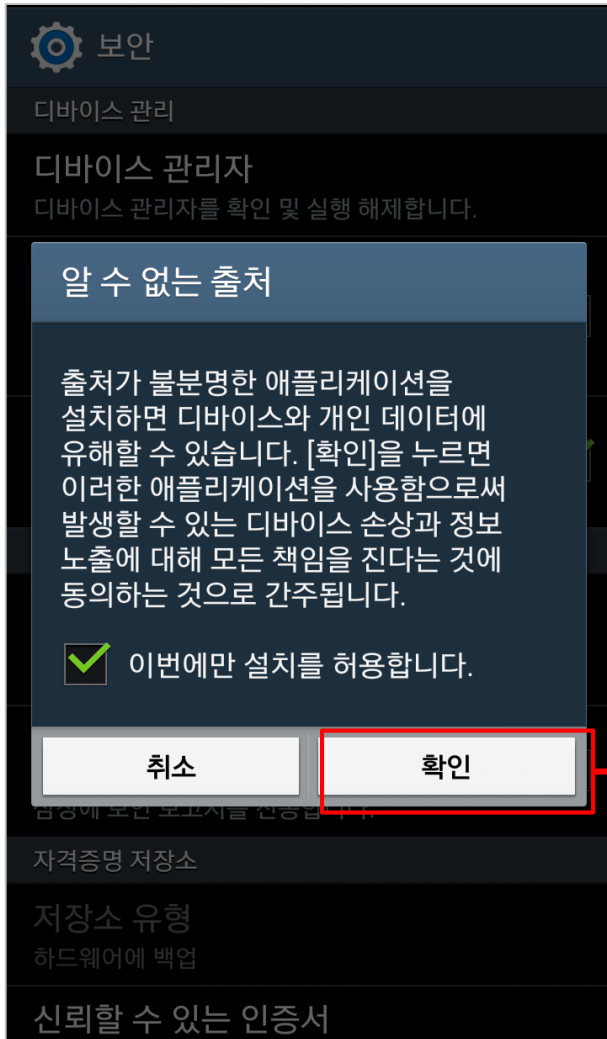 보안
디바이스 관리
디바이스 관리자
디바이스 관리자를 확인 및 실행 해제합니다.
알 수 없는 출처
출처가 불분명한 애플리케이션을
설치하면 디바이스와 개인 데이터에
유해할 수 있습니다. [확인]을 누르면
이러한 애플리케이션을 사용함으로써
발생할 수 있는 디바이스 손상과 정보
노출에 대해 모든 책임을 진다는 것에
동의하는 것으로 간주됩니다.
이번에만 설치를 허용합니다.
취소
확인
자격증명 저장소
저장소 유형
하드웨어에 백업
신뢰할 수 있는 인증서